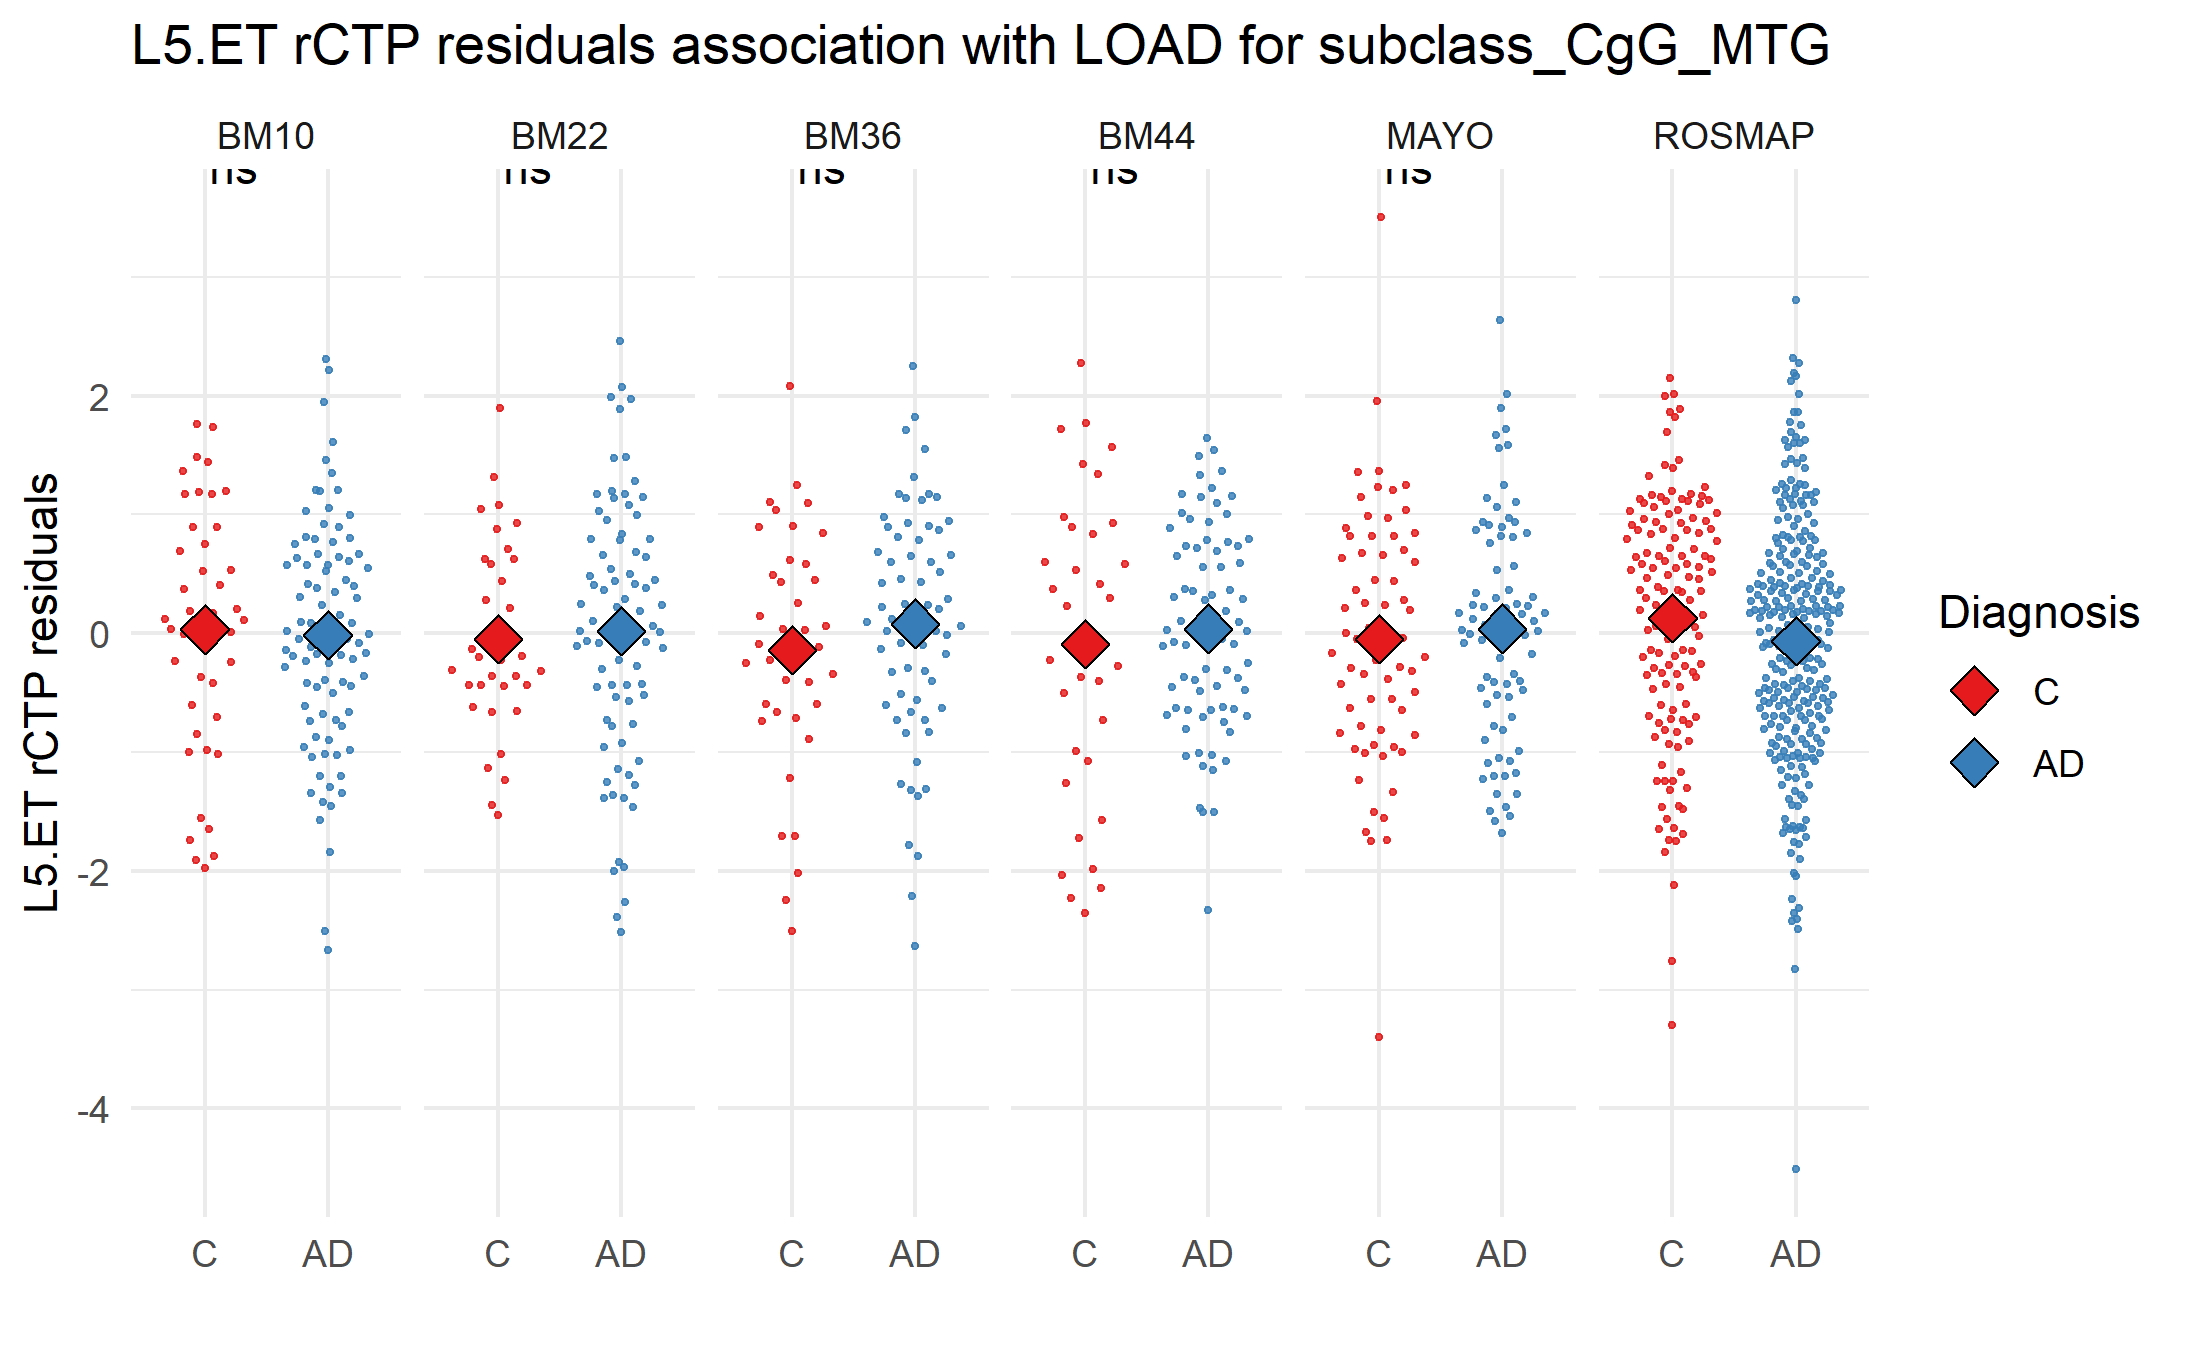 L5.ET rCTP residuals association with LOAD for subclass_CgG_MTG
BM10 BM22 BM36 BM44 MAYO ROSMAP
ns ns ns ns ns
L5.ET rCTP residuals
2
0
-2
-4
C AD C AD C AD C AD C AD C AD
Diagnosis
C
AD